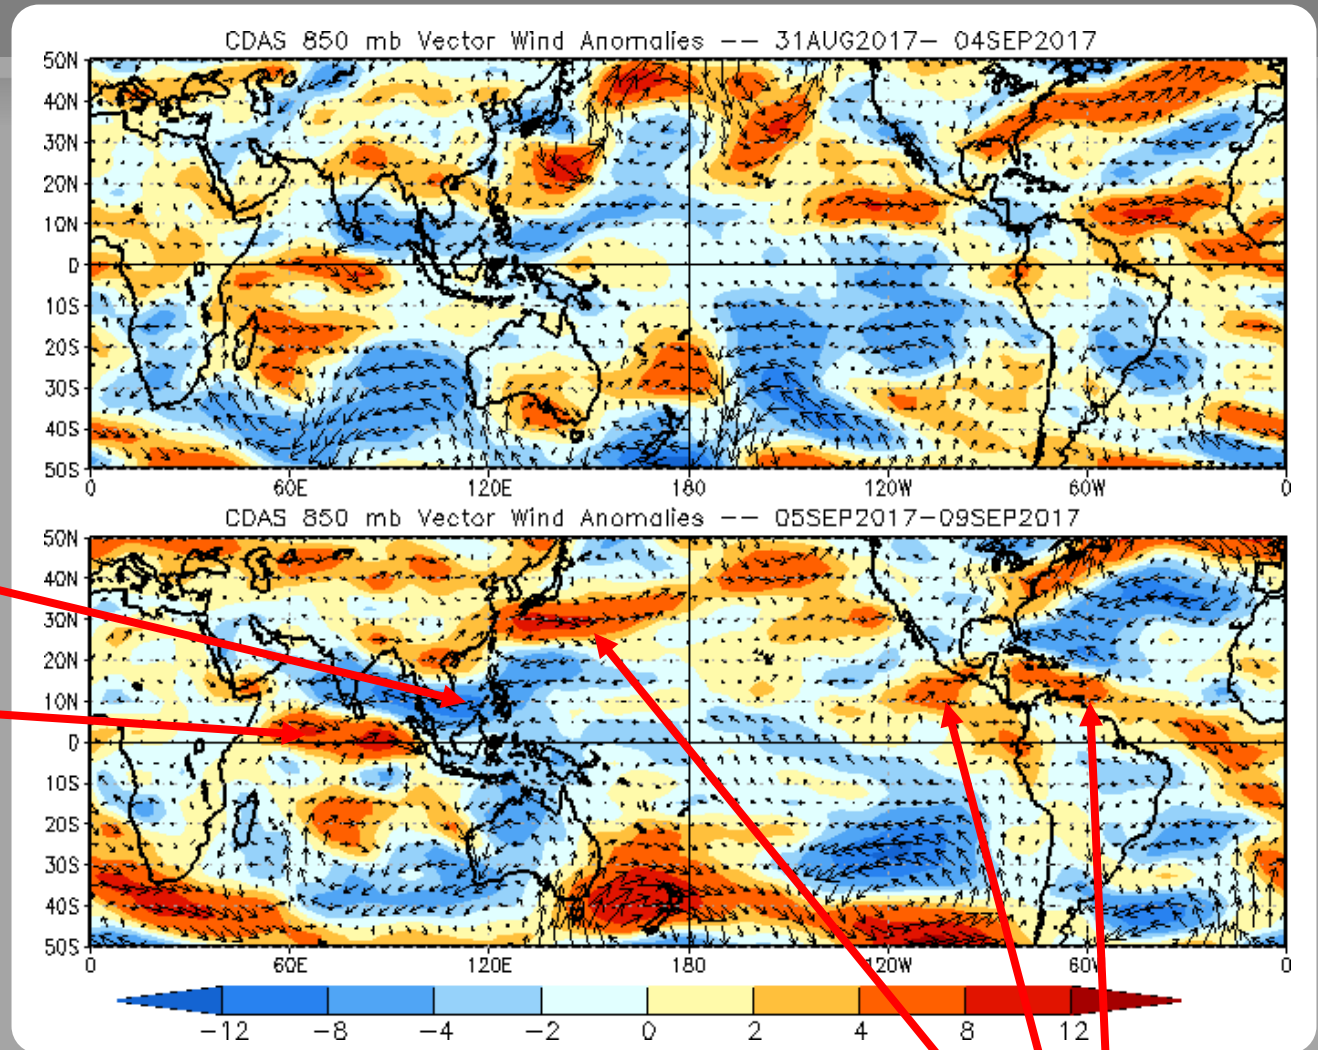 CDAS 850 mb Vector Wind Anomalies -- 31AUG2017- 04SEP2017
50N
40N
30N
20N
10N
0
10S
20S
30S
40S
50S
0 60E 120E 180 120W 60W 0
CDAS 850 mb Vector Wind Anomalies -- 05SEP2017-09SEP2017
50N
40N
30N
20N
10N
0
10S
20S
30S
40S
50S
0 60E 120E 180 120W 60W 0
-12 -8 -4 -2 0 2 4 8 12